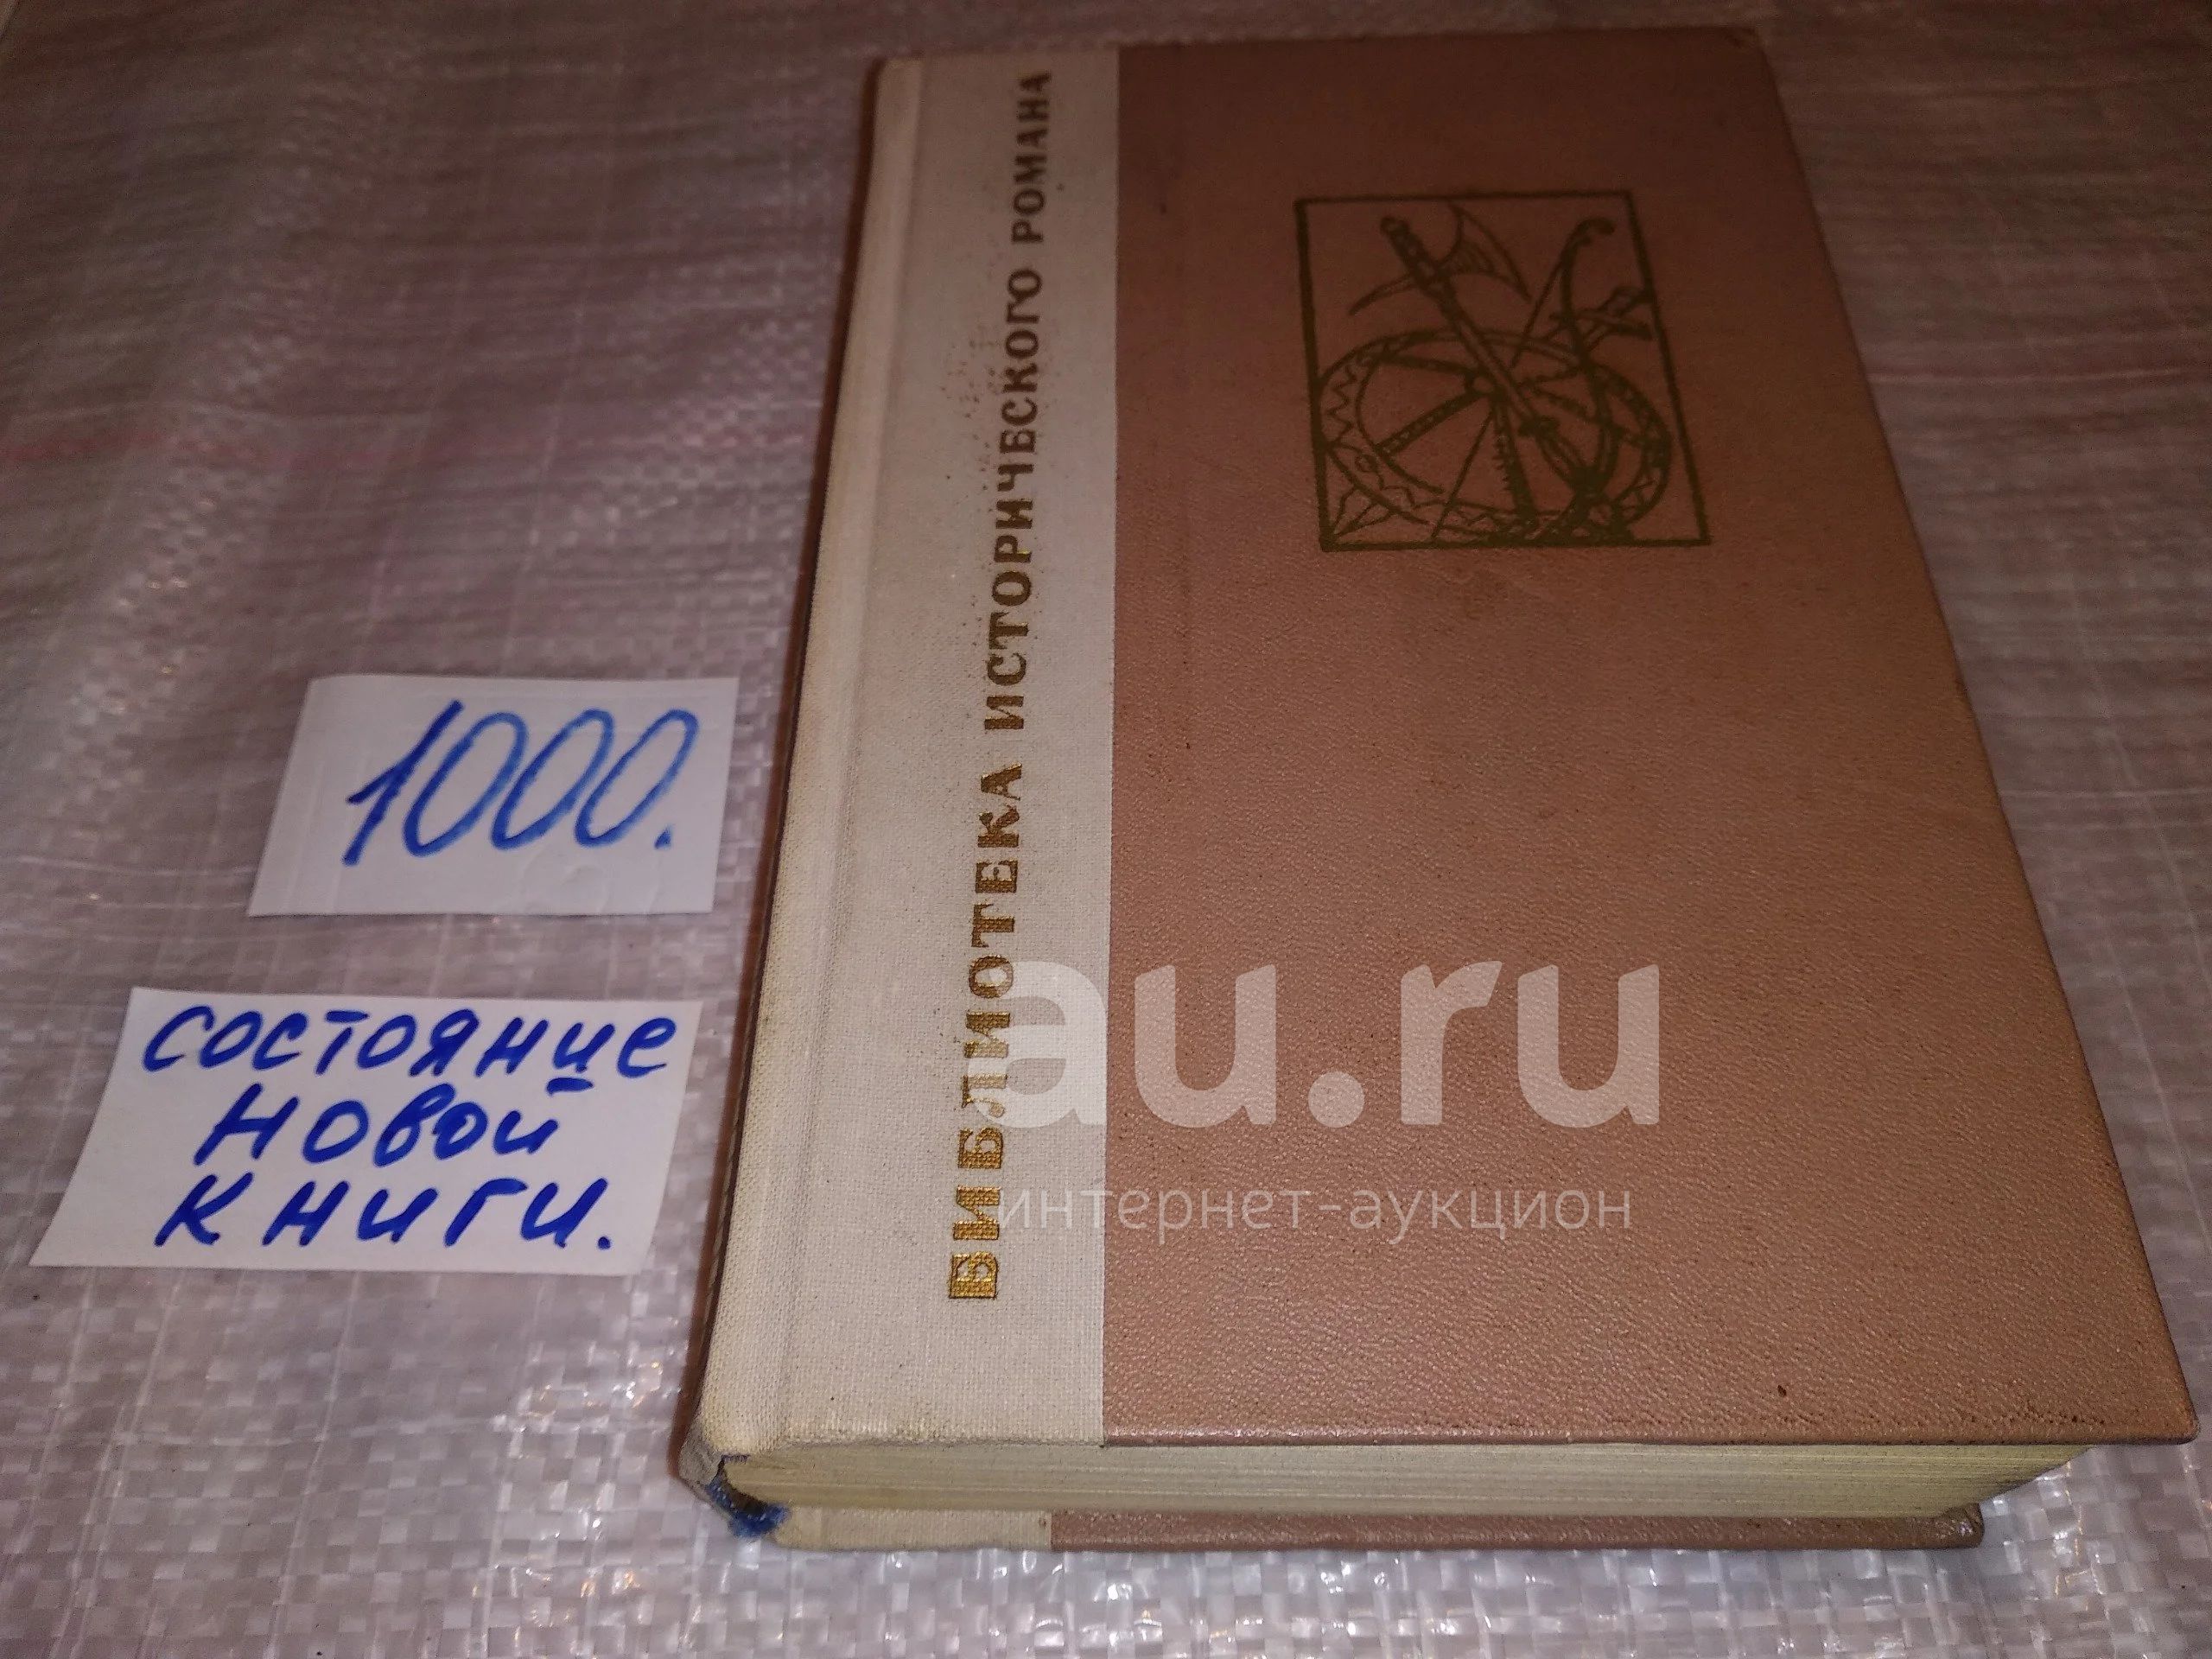 БИБЛИОТЕКА ИСТОРИЧЕСКОГО РОМАНА
1000.
состояние
новой
книги.
au.ru
интернет-аукцион